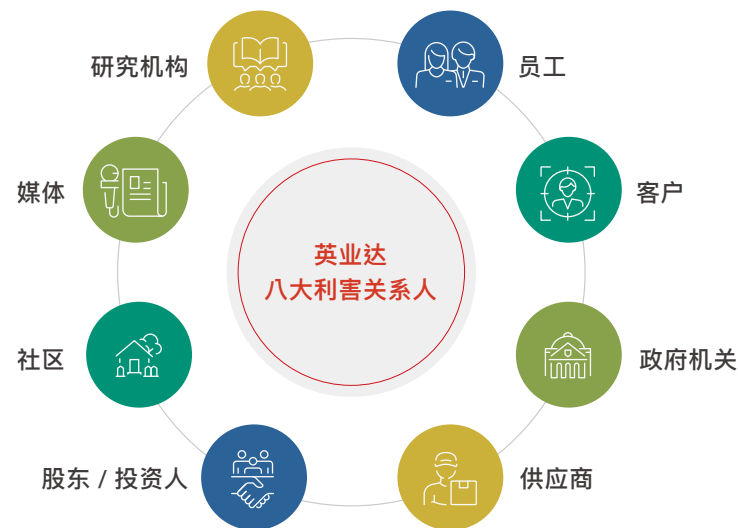 研究机构
员工
媒体
客户
英业达
八大利害关系人
社区
政府机关
股东 / 投资人
供应商